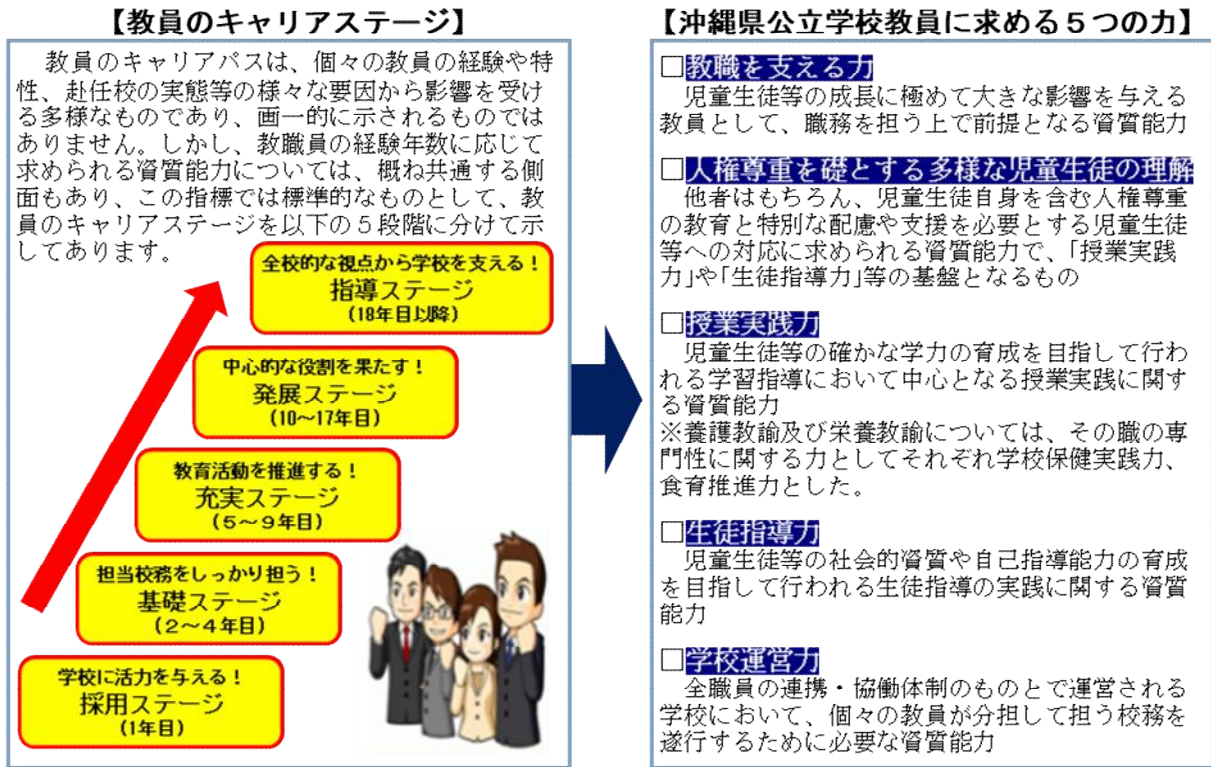 【教員のキャリアステージ】
教員のキャリアパスは、個々の教員の経験や特
性、赴任校の実態等の様々な要因から影響を受け
る多様なものであり、画一的に示されるものでは
ありません。しかし、教職員の経験年数に応じて
求められる資質能力については、概ね共通する側
面もあり、この指標では標準的なものとして、教
員のキャリアステージを以下の5段階に分けて示
してあります。
全校的な視点から学校を支える！
指導ステージ
(18年目以降)
中心的な役割を果たす！
発展ステージ
(10～17年目)
教育活動を推進する！
充実ステージ
(5～9年目)
担当校務をしっかり担う！
基礎ステージ
(2～4年目)
学校に活力を与える！
採用ステージ
(1年目)
【沖縄県公立学校教員に求める５つの力】
□教職を支える力
児童生徒等の成長に極めて大きな影響を与える
教員として、職務を担う上で前提となる資質能力
□人権尊重を礎とする多様な児童生徒の理解
他者はもちろん、児童生徒自身を含む人権尊重
の教育と特別な配慮や支援を必要とする児童生徒
等への対応に求められる資質能力で、「授業実践
力」や「生徒指導力」等の基盤となるもの
□授業実践力
児童生徒等の確かな学力の育成を目指して行わ
れる学習指導において中心となる授業実践に関す
る資質能力
※養護教諭及び栄養教諭については、その職の専
門性に関する力としてそれぞれ学校保健実践力、
食育推進力とした。
□生徒指導力
児童生徒等の社会的資質や自己指導能力の育成
を目指して行われる生徒指導の実践に関する資質
能力
□学校運営力
全職員の連携・協働体制のものとで運営される
学校において、個々の教員が分担して担う校務を
遂行するために必要な資質能力